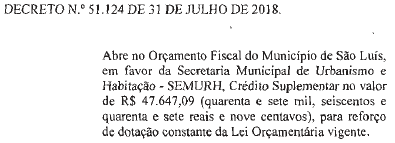 DECRETO N.º 51.124 DE 31 DE JULHO DE 2018.
Abre no Orçamento Fiscal do Município de São Luís,
em favor da Secretaria Municipal de Urbanismo e
Habitação - SEMURH, Crédito Suplementar no valor
de R$ 47.647,09 (quarenta e sete mil, seiscentos e
quarenta e sete reais e nove centavos), para reforço
de dotação constante da Lei Orçamentária vigente.